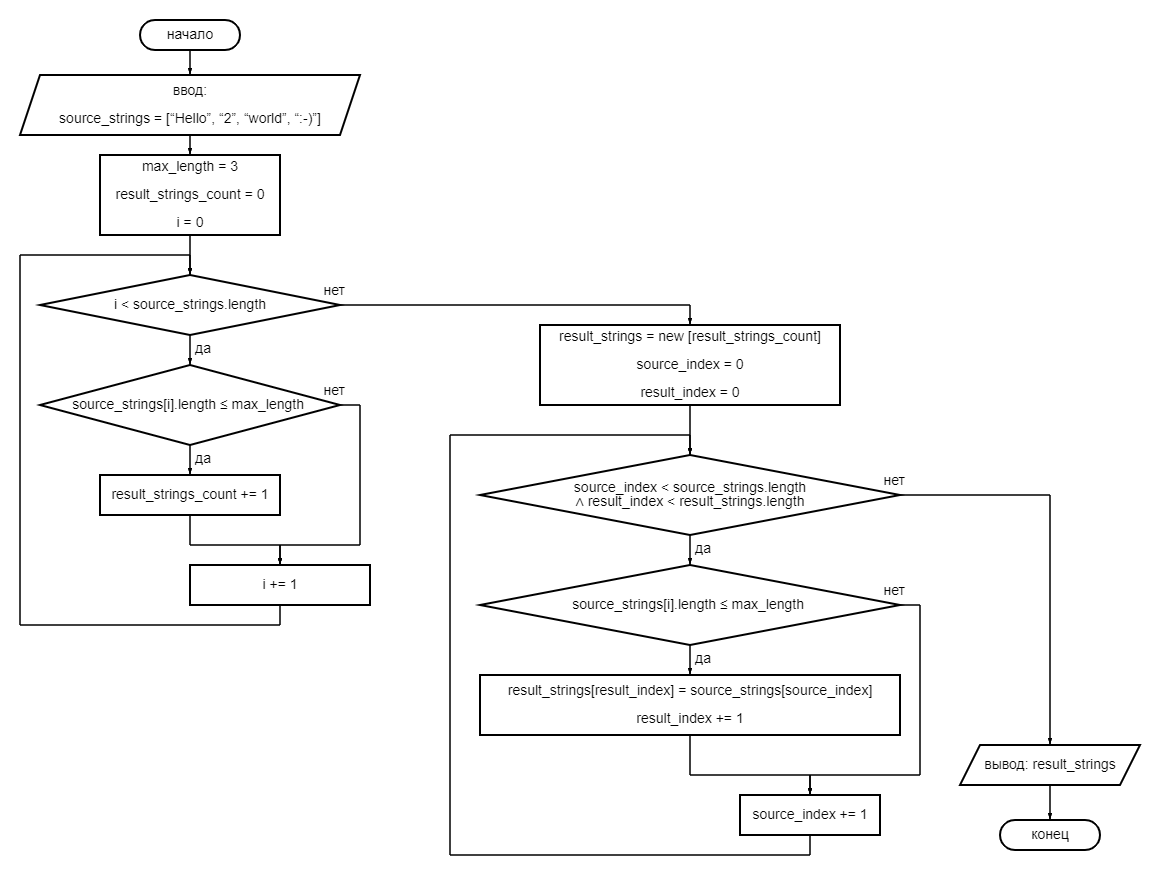 начало
ввод:
source_strings = [“Hello”, “2”, “world”, “:-)”]
max_length = 3
result_strings_count = 0
i = 0
i < source_strings.length
нет
да
source_strings[i].length ≤ max_length
нет
да
result_strings_count += 1
i += 1
result_strings = new [result_strings_count]
source_index = 0
result_index = 0
source_index < source_strings.length
∧ result_index < result_strings.length
нет
да
source_strings[i].length ≤ max_length
нет
да
result_strings[result_index] = source_strings[source_index]
result_index += 1
source_index += 1
вывод: result_strings
конец